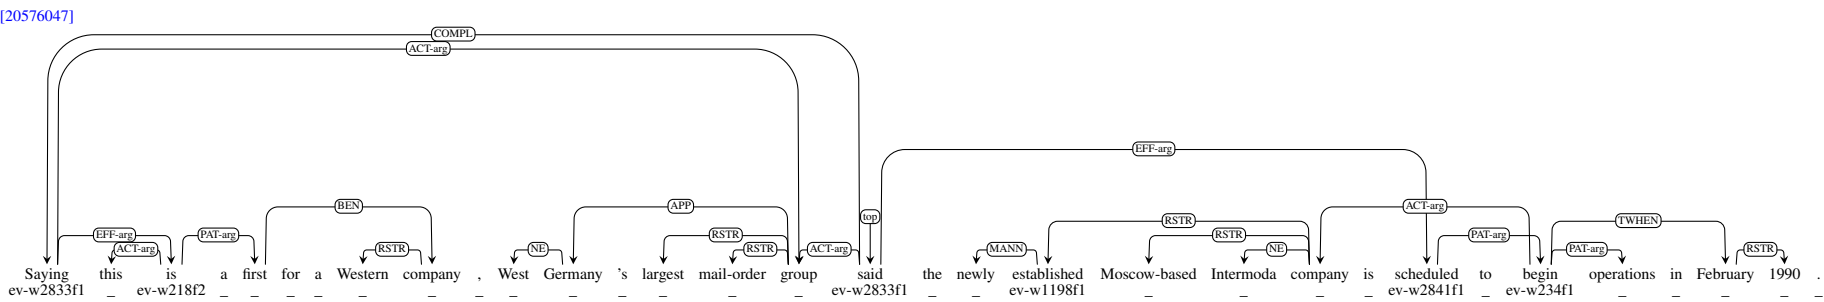 [20576047]
COMPL
ACT-arg
EFF-arg
BEN APP ACT-arg
top
RSTR TWHEN
EFF-arg PAT-arg RSTR RSTR PAT-arg
ACT-arg RSTR NE RSTR ACT-arg MANN NE PAT-arg RSTR
Saying this is a first for a Western company , West Germany 's largest mail-order group said the newly established Moscow-based Intermoda company is scheduled to begin operations in February 1990 .
ev-w2833f1 _ ev-w218f2 _ _ _ _ _ _ _ _ _ _ _ _ _ ev-w2833f1 _ _ ev-w1198f1 _ _ _ _ ev-w2841f1 _ ev-w234f1 _ _ _ _ _